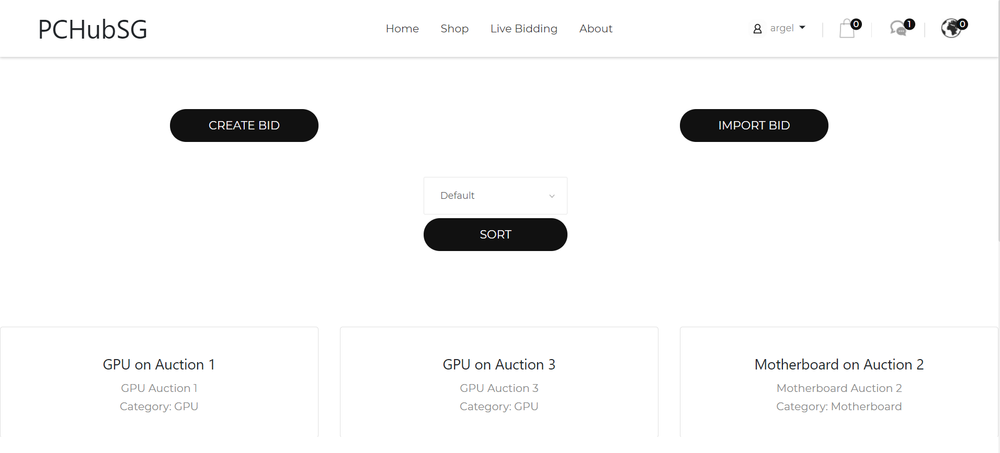 PCHubSG
Home Shop Live Bidding About argel 0 1 0
CREATE BID IMPORT BID
Default
SORT
GPU on Auction 1 GPU on Auction 3 Motherboard on Auction 2
GPU Auction 1 GPU Auction 3 Motherboard Auction 2
Category: GPU Category: GPU Category: Motherboard